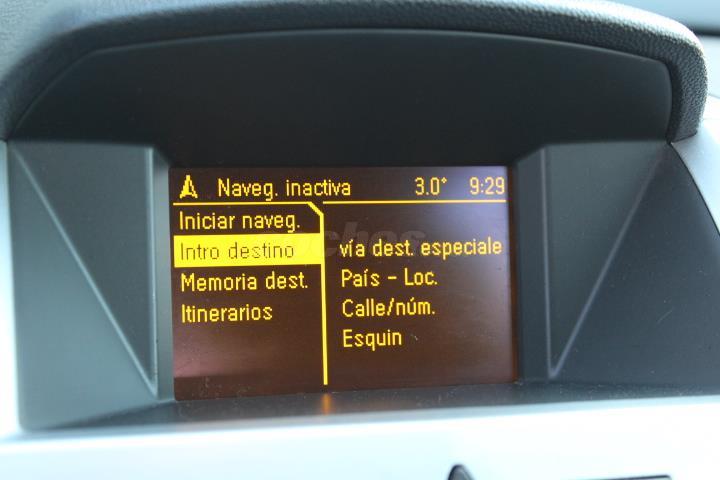 Naveg. inactiva 3.0° 9:29
Iniciar naveg.
Intro destino
Memoria dest.
Itinerarios
vía dest. especiale
País - Loc.
Calle/núm.
Esquin